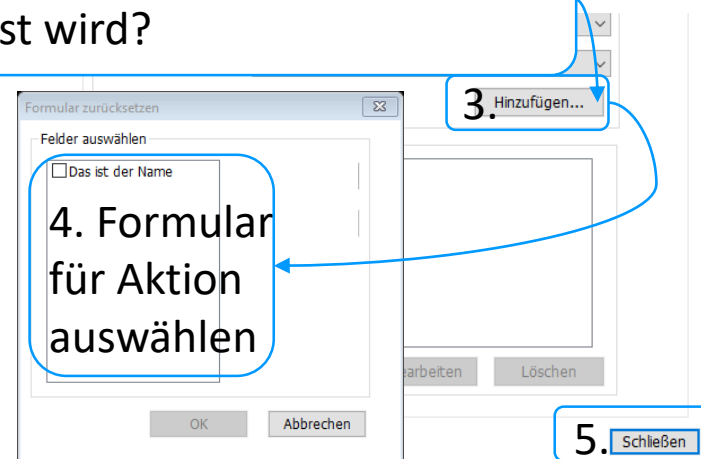 st wird?
3. Hinzufügen...
Formular zurücksetzen
Felder auswählen
Das ist der Name
4. Formular
für Aktion
auswählen
earbeiten
Löschen
OK
Abbrechen
5. Schließen